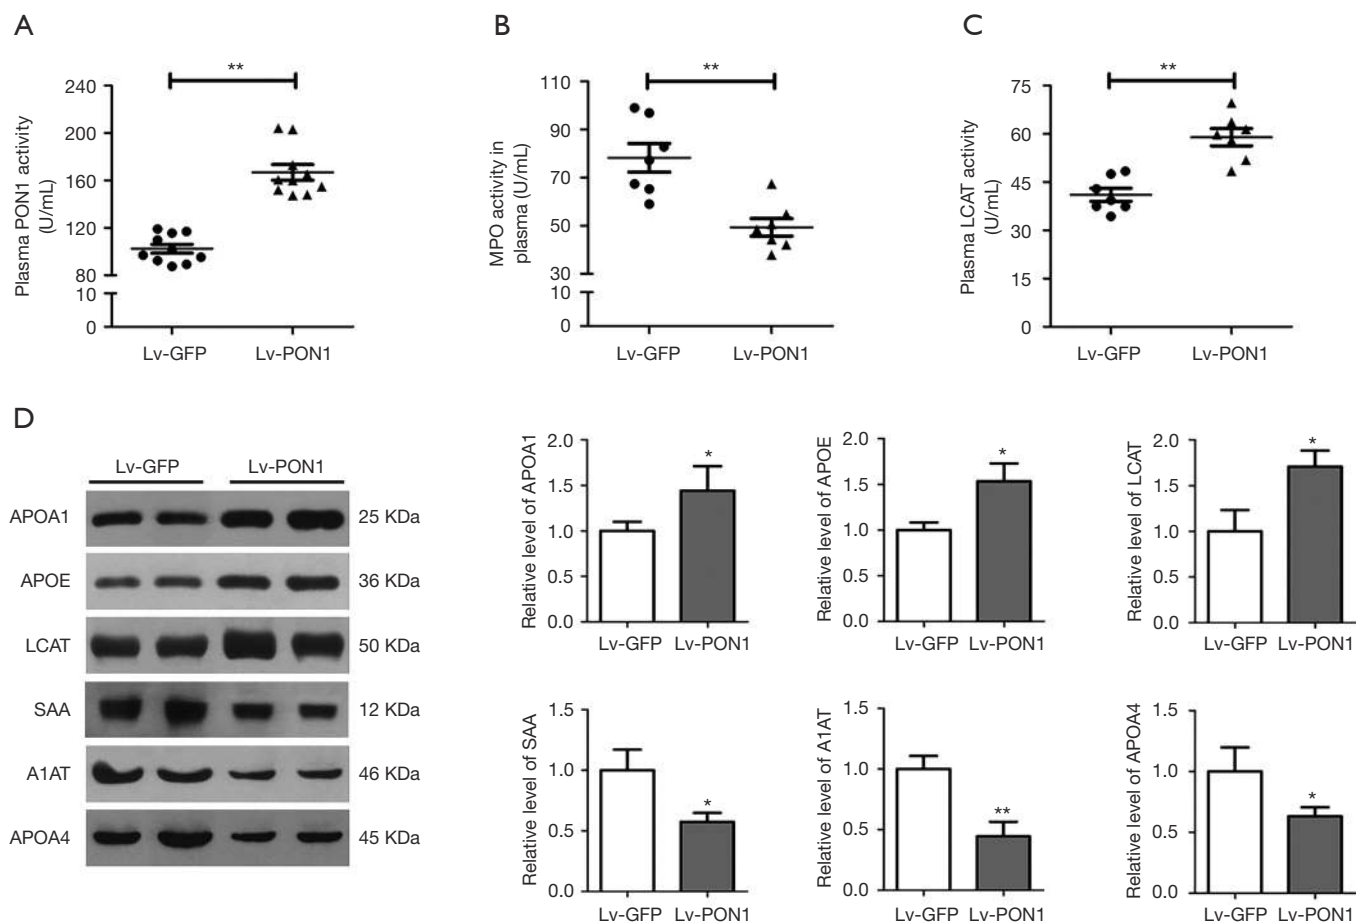 A
**
Plasma PON1 activity
(U/mL)
240
200
160
120
80
10
0
Lv-GFP Lv-PON1
B
**
MPO activity in
plasma (U/mL)
110
90
70
50
30
10
0
Lv-GFP Lv-PON1
C
**
Plasma LCAT activity
(U/mL)
75
60
45
30
15
0
Lv-GFP Lv-PON1
D
Lv-GFP Lv-PON1
APOA1 25 KDa
APOE 36 KDa
LCAT 50 KDa
SAA 12 KDa
A1AT 46 KDa
APOA4 45 KDa
Relative level of APOA1
2.0
1.5
1.0
0.5
0.0
*
Lv-GFP Lv-PON1
Relative level of APOE
2.0
1.5
1.0
0.5
0.0
*
Lv-GFP Lv-PON1
Relative level of LCAT
2.0
1.5
1.0
0.5
0.0
*
Lv-GFP Lv-PON1
Relative level of SAA
1.5
1.0
0.5
0.0
*
Lv-GFP Lv-PON1
Relative level of A1AT
1.5
1.0
0.5
0.0
**
Lv-GFP Lv-PON1
Relative level of APOA4
1.5
1.0
0.5
0.0
*
Lv-GFP Lv-PON1